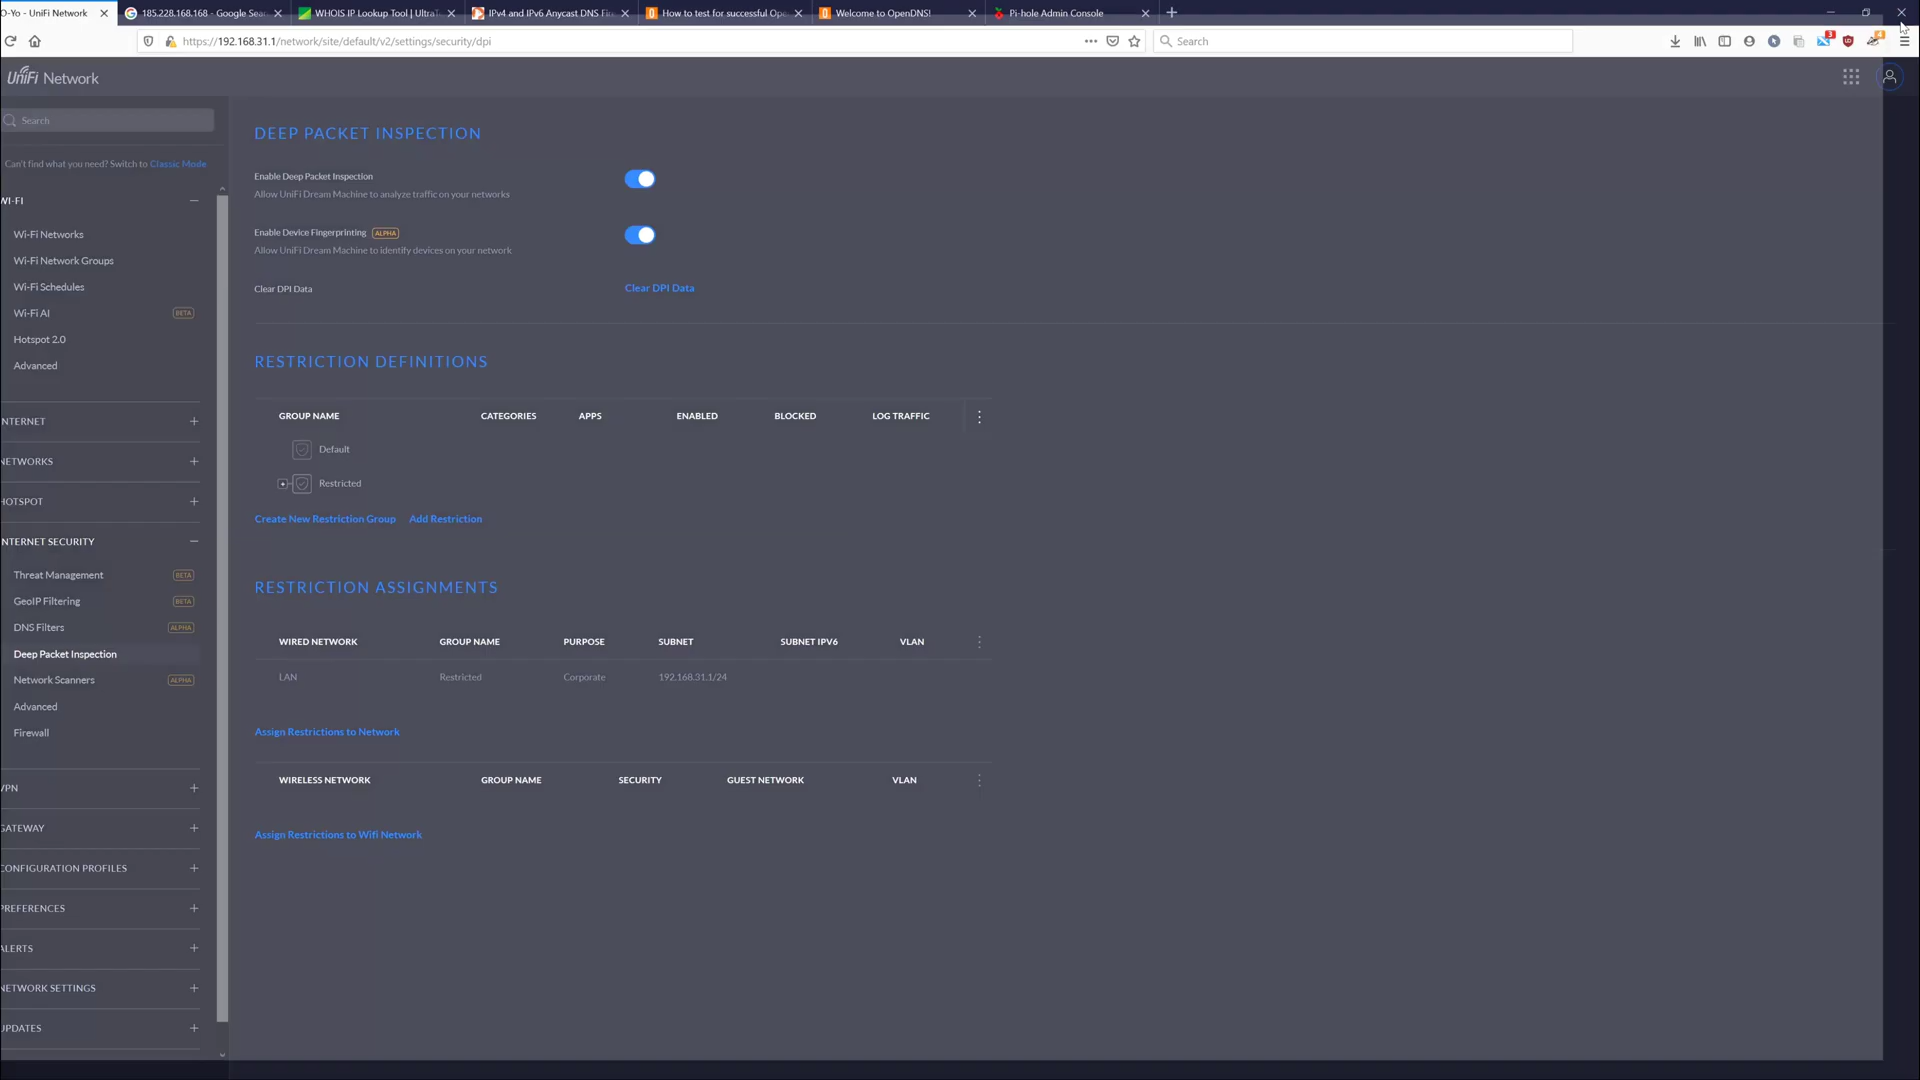 O-Yo - UniFi Network
185.228.168.168 - Google Sear
WHOIS IP Lookup Tool | UltraTo
IPv4 and IPv6 Anycast DNS Fire
How to test for successful Ope
Welcome to OpenDNS!
Pi-hole Admin Console
https://192.168.31.1/network/site/default/v2/settings/security/dpi
Search
3
4
UniFi Network
Search
Can't find what you need? Switch to Classic Mode
WI-FI
Wi-Fi Networks
Wi-Fi Network Groups
Wi-Fi Schedules
Wi-Fi AI BETA
Hotspot 2.0
Advanced
INTERNET
NETWORKS
HOTSPOT
INTERNET SECURITY
Threat Management BETA
GeoIP Filtering BETA
DNS Filters ALPHA
Deep Packet Inspection
Network Scanners ALPHA
Advanced
Firewall
VPN
GATEWAY
CONFIGURATION PROFILES
PREFERENCES
ALERTS
NETWORK SETTINGS
UPDATES
DEEP PACKET INSPECTION
Enable Deep Packet Inspection
Allow UniFi Dream Machine to analyze traffic on your networks
Enable Device Fingerprinting ALPHA
Allow UniFi Dream Machine to identify devices on your network
Clear DPI Data Clear DPI Data
RESTRICTION DEFINITIONS
GROUP NAME CATEGORIES APPS ENABLED BLOCKED LOG TRAFFIC
Default
Restricted
Create New Restriction Group Add Restriction
RESTRICTION ASSIGNMENTS
WIRED NETWORK GROUP NAME PURPOSE SUBNET SUBNET IPV6 VLAN
LAN Restricted Corporate 192.168.31.1/24
Assign Restrictions to Network
WIRELESS NETWORK GROUP NAME SECURITY GUEST NETWORK VLAN
Assign Restrictions to Wifi Network